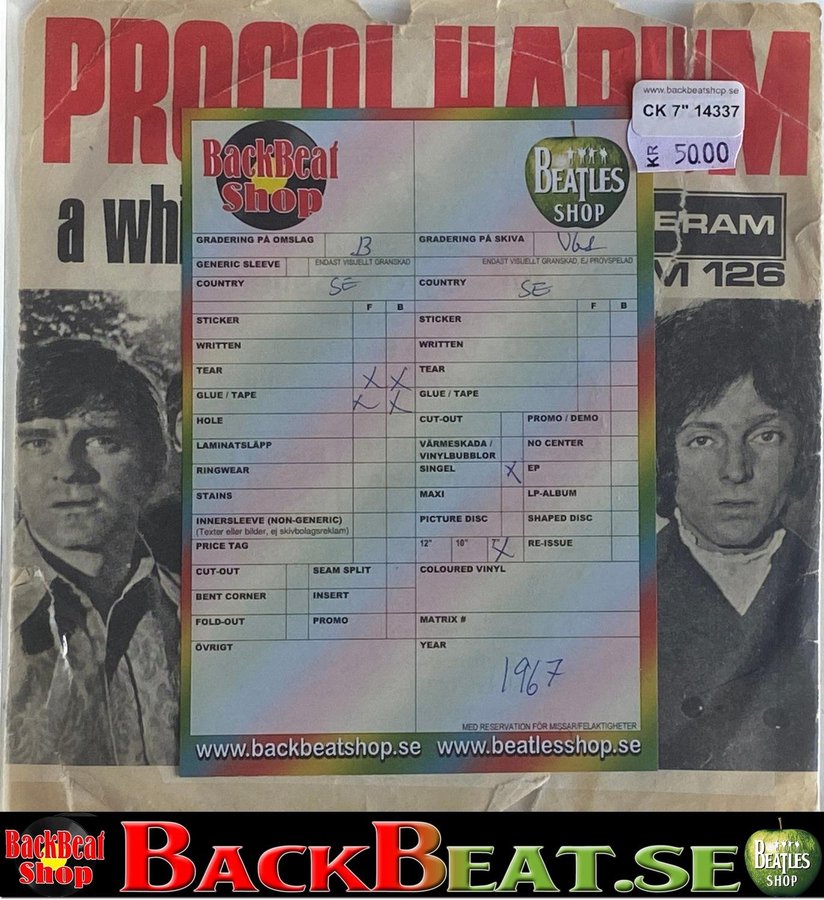 PROCOL HARUM
www.backbeatshop.se
CK 7" 14337
KR 50.00
a whi
ERAM
M 126
BackBeat Shop
BEATLES SHOP
GRADERING PÅ OMSLAG B
GRADERING PÅ SKIVA
GENERIC SLEEVE
ENDAST VISUELLT GRANSKAD
ENDAST VISUELLT GRANSKAD, EJ PROVSPELAD
COUNTRY SE
COUNTRY SE
F B
F B
STICKER
STICKER
WRITTEN
WRITTEN
TEAR X X
TEAR
GLUE / TAPE X X
GLUE / TAPE
HOLE
CUT-OUT
PROMO / DEMO
LAMINATSLÄPP
VÄRMESKADA / VINYLBUBBLOR
NO CENTER
RINGWEAR
SINGEL X
EP
STAINS
MAXI
LP-ALBUM
INNERSLEEVE (NON-GENERIC)
(Texter eller bilder, ej skivbolagsreklam)
PICTURE DISC
SHAPED DISC
PRICE TAG
12" 10" 7" X
RE-ISSUE
CUT-OUT
SEAM SPLIT
COLOURED VINYL
BENT CORNER
INSERT
FOLD-OUT
PROMO
MATRIX #
ÖVRIGT
YEAR
1967
MED RESERVATION FÖR MISSAR/FELAKTIGHETER
www.backbeatshop.se www.beatlesshop.se
BackBeat Shop
BACKBEAT.SE
BEATLES SHOP